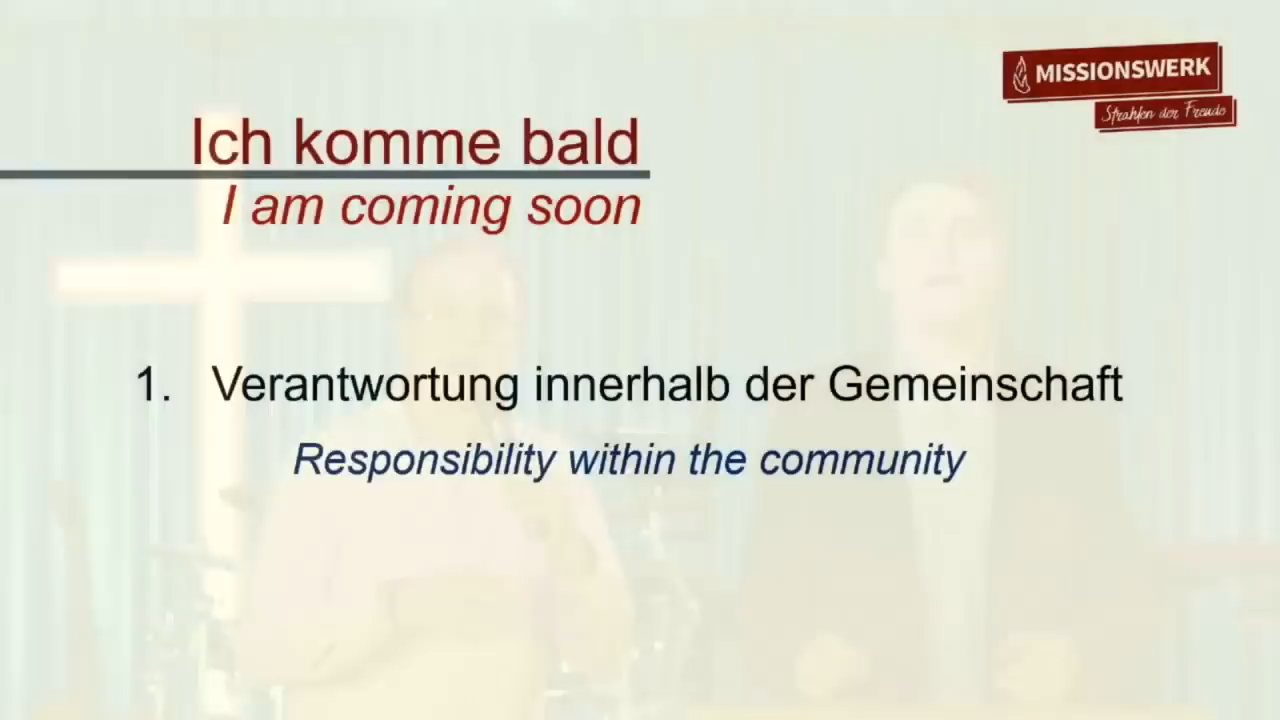 MISSIONSWERK
Strahlen der Freude
Ich komme bald
I am coming soon
1. Verantwortung innerhalb der Gemeinschaft
Responsibility within the community